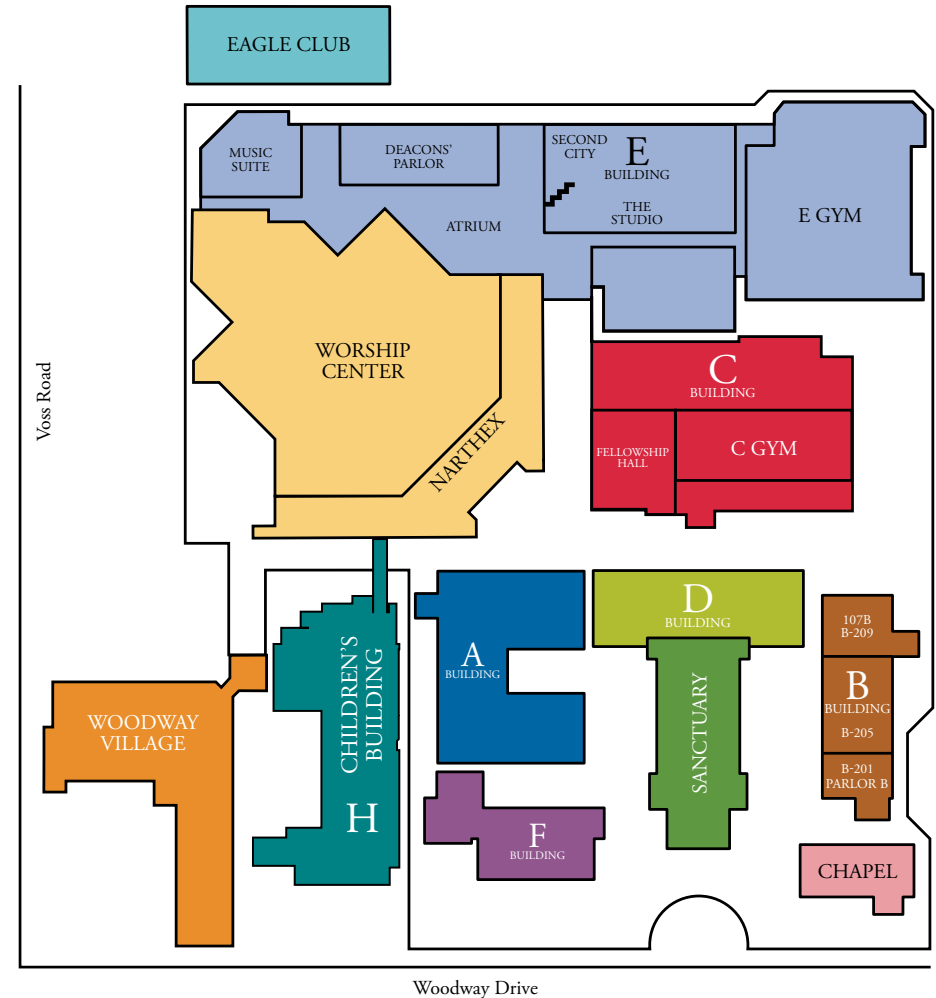 EAGLE CLUB
MUSIC
SUITE
DEACONS'
PARLOR
SECOND
CITY
E
BUILDING
THE
STUDIO
ATRIUM
E GYM
WORSHIP
CENTER
NARTHEX
C
BUILDING
FELLOWSHIP
HALL
C GYM
Voss Road
A
BUILDING
D
BUILDING
SANCTUARY
107B
B-209
B
BUILDING
B-205
B-201
PARLOR B
CHILDREN'S
BUILDING
H
WOODWAY
VILLAGE
F
BUILDING
CHAPEL
Woodway Drive